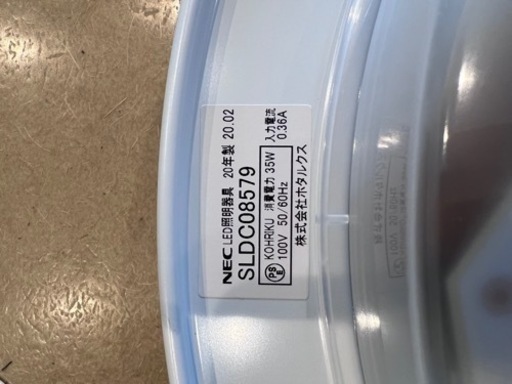 NEC LED照明器具 20年製 20.02
SLDC08579
PSE KOHRIKU 消費電力 35W 入力電流
100V 50/60Hz 0.36A
株式会社ホタルクス